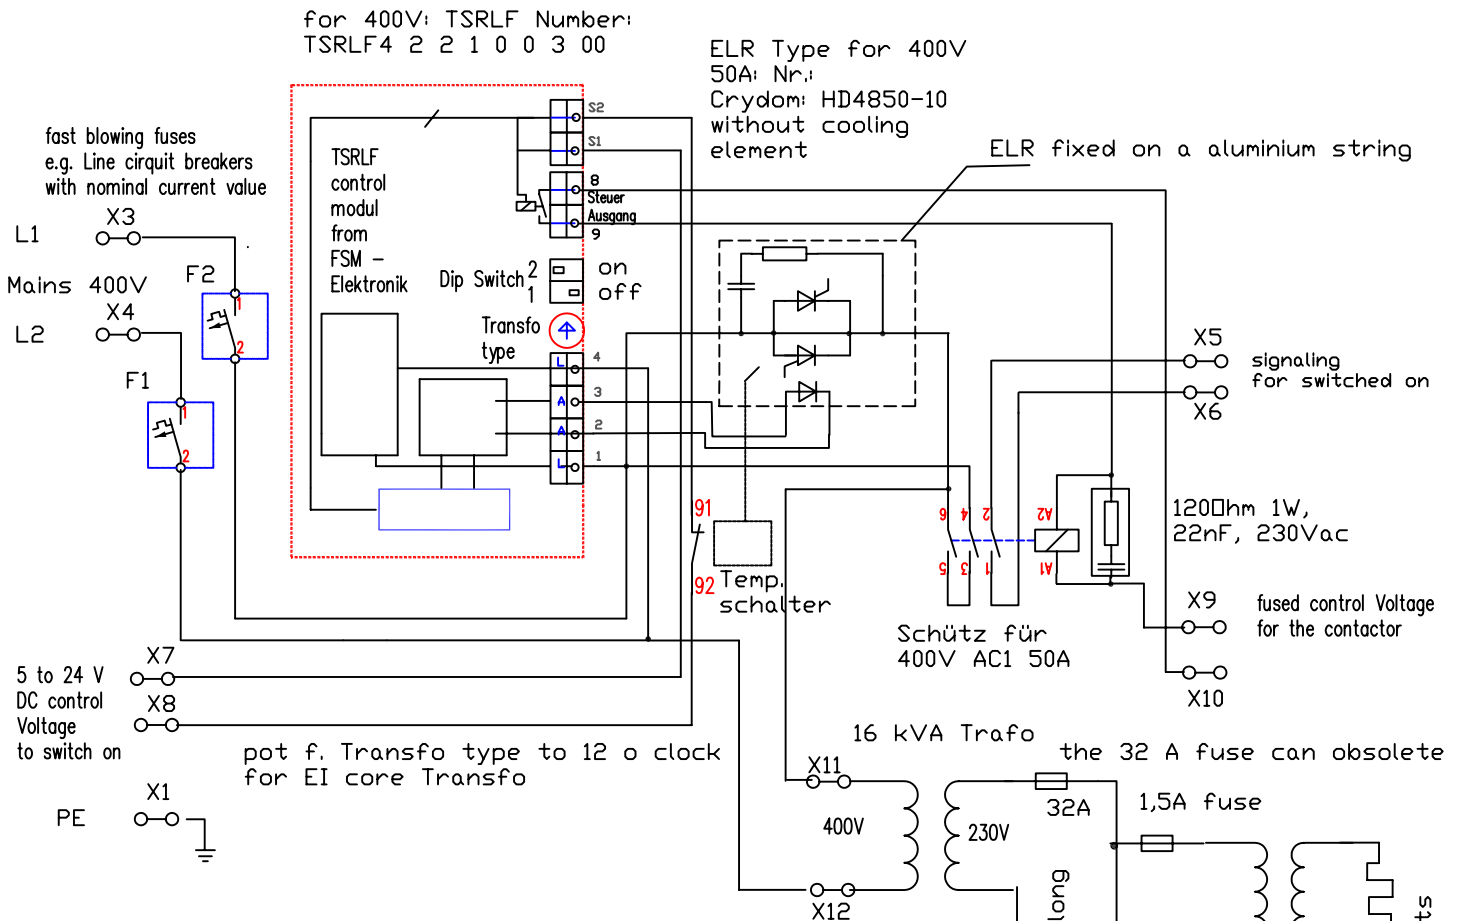 for 400V: TSRLF Number:
TSRLF4 2 2 1 0 0 3 00
ELR Type for 400V
50A: Nr.:
Crydom: HD4850-10
without cooling
element
ELR fixed on a aluminium string
fast blowing fuses
e.g. Line cirquit breakers
with nominal current value
TSRLF
control
modul
from
FSM -
Elektronik
S2
S1
8
Steuer
Ausgang
9
Dip Switch
2
1
on
off
Transfo
type
L 4
A 3
A 2
L 1
X3
L1
Mains 400V
X4
L2
F2
1
2
F1
1
2
X5
X6
signaling
for switched on
91
92
Temp.
schalter
6 4 2
5 3 1
A2
A1
120Ohm 1W,
22nF, 230Vac
Schütz für
400V AC1 50A
X9
fused control Voltage
for the contactor
X10
X7
X8
5 to 24 V
DC control
Voltage
to switch on
pot f. Transfo type to 12 o clock
for EI core Transfo
X1
PE
16 kVA Trafo
the 32 A fuse can obsolete
X11
400V
230V
32A
1,5A fuse
X12
long
ts